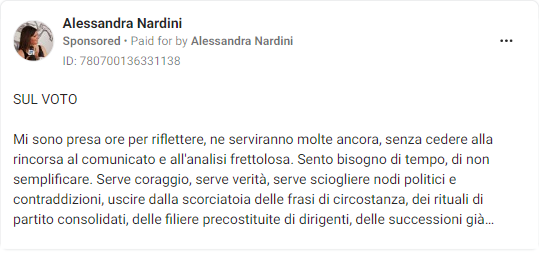 Alessandra Nardini
Sponsored • Paid for by Alessandra Nardini
ID: 780700136331138
SUL VOTO
Mi sono presa ore per riflettere, ne serviranno molte ancora, senza cedere alla
rincorsa al comunicato e all'analisi frettolosa. Sento bisogno di tempo, di non
semplificare. Serve coraggio, serve verità, serve sciogliere nodi politici e
contraddizioni, uscire dalla scorciatoia delle frasi di circostanza, dei rituali di
partito consolidati, delle filiere precostituite di dirigenti, delle successioni già...